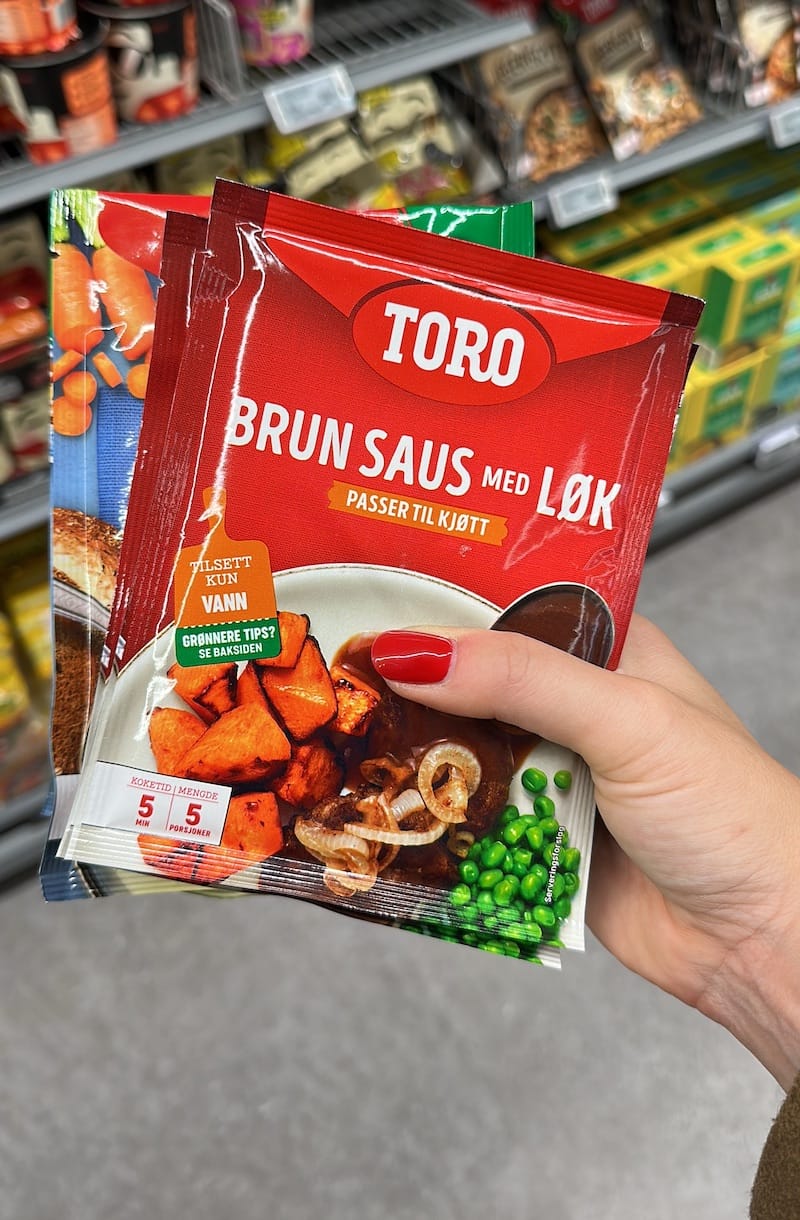 TORO
BRUN SAUS MED LØK
PASSER TIL KJØTT
TILSETT
KUN
VANN
GRØNNERE TIPS?
SE BAKSIDEN
KOKETID | MENGDE
5 5
MIN PORSJONER
Serveringsforslag